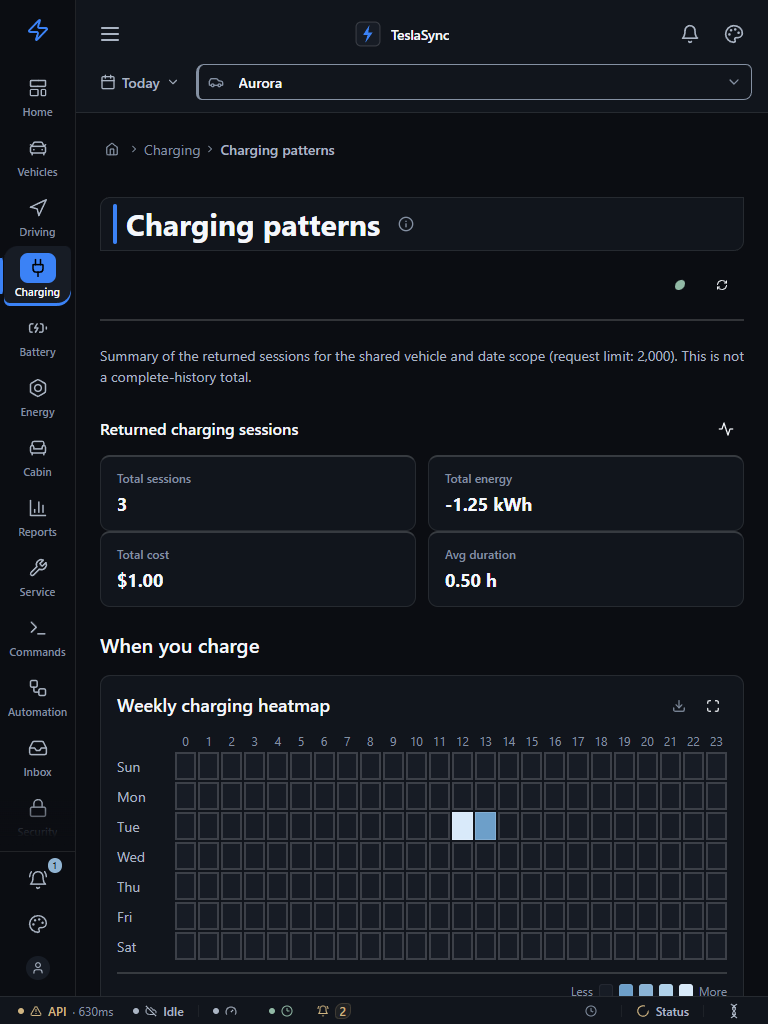 TeslaSync
Today
Aurora
Home
Vehicles
Driving
Charging
Battery
Energy
Cabin
Reports
Service
Commands
Automation
Inbox
Security
1
Charging > Charging patterns
Charging patterns
Summary of the returned sessions for the shared vehicle and date scope (request limit: 2,000). This is not
a complete-history total.
Returned charging sessions
Total sessions
3
Total energy
-1.25 kWh
Total cost
$1.00
Avg duration
0.50 h
When you charge
Weekly charging heatmap
0 1 2 3 4 5 6 7 8 9 10 11 12 13 14 15 16 17 18 19 20 21 22 23
Sun
Mon
Tue
Wed
Thu
Fri
Sat
Less More
API · 630ms Idle 2 Status